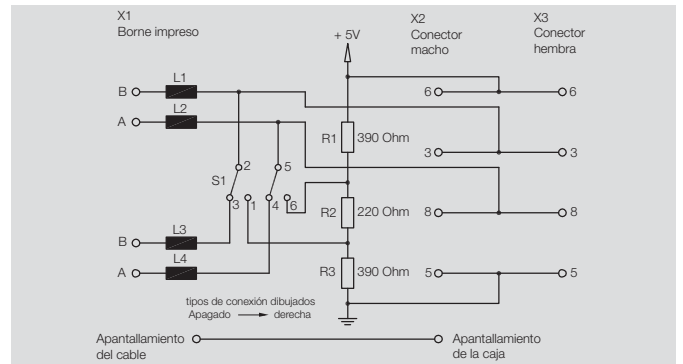 X1
Borne impreso
X2
Conector
macho
X3
Conector
hembra
+ 5V
B
L1
6
6
A
L2
R1
390 Ohm
3
3
2
5
S1
3
1
4
6
R2
220 Ohm
8
8
B
L3
A
L4
R3
390 Ohm
5
5
tipos de conexión dibujados
Apagado
derecha
Apantallamiento
del cable
Apantallamiento
de la caja